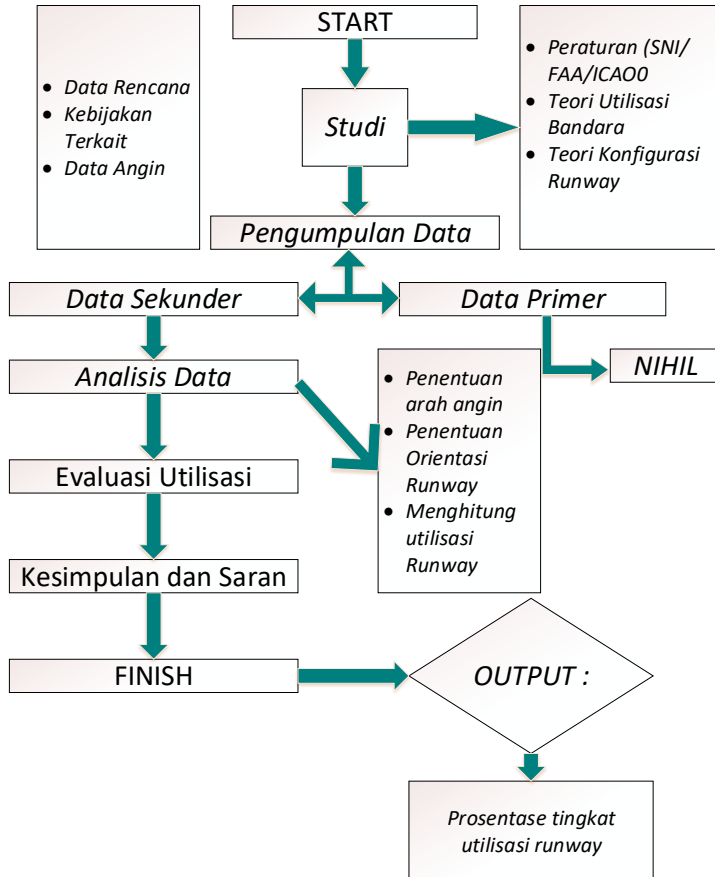 START
• Data Rencana
• Kebijakan
Terkait
• Data Angin
Studi
• Peraturan (SNI/
FAA/ICAO0
• Teori Utilisasi
Bandara
• Teori Konfigurasi
Runway
Pengumpulan Data
Data Sekunder
Data Primer
Analisis Data
NIHIL
• Penentuan
arah angin
• Penentuan
Orientasi
Runway
• Menghitung
utilisasi
Runway
Evaluasi Utilisasi
Kesimpulan dan Saran
FINISH
OUTPUT :
Prosentase tingkat
utilisasi runway